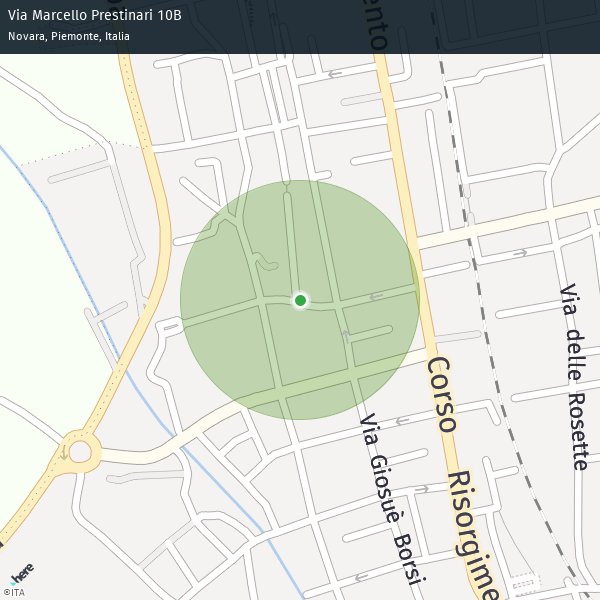 Via Marcello Prestinari 10B
Novara, Piemonte, Italia
ento
Corso
Risorgime
Via Giosuè Borsi
Via delle Rosette
here
©ITA